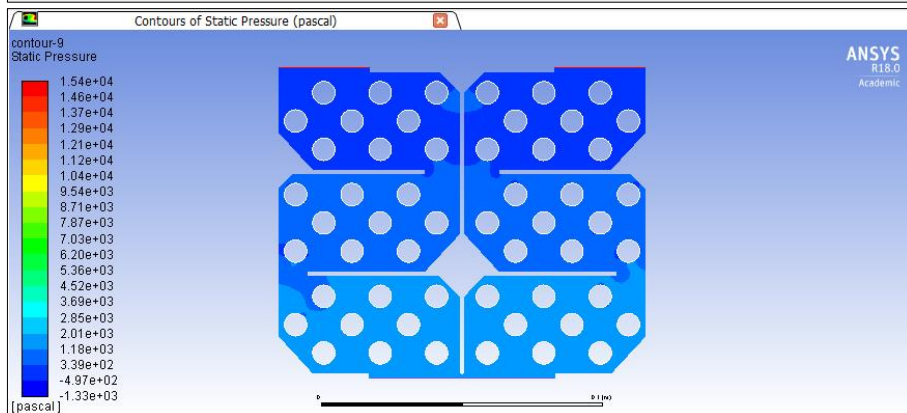 Contours of Static Pressure (pascal)
contour-9
Static Pressure
ANSYS
R18.0
Academic
1.54e+04
1.46e+04
1.37e+04
1.29e+04
1.21e+04
1.12e+04
1.04e+04
9.54e+03
8.71e+03
7.87e+03
7.03e+03
6.20e+03
5.36e+03
4.52e+03
3.69e+03
2.85e+03
2.01e+03
1.18e+03
3.39e+02
-4.97e+02
-1.33e+03
[pascal]
0